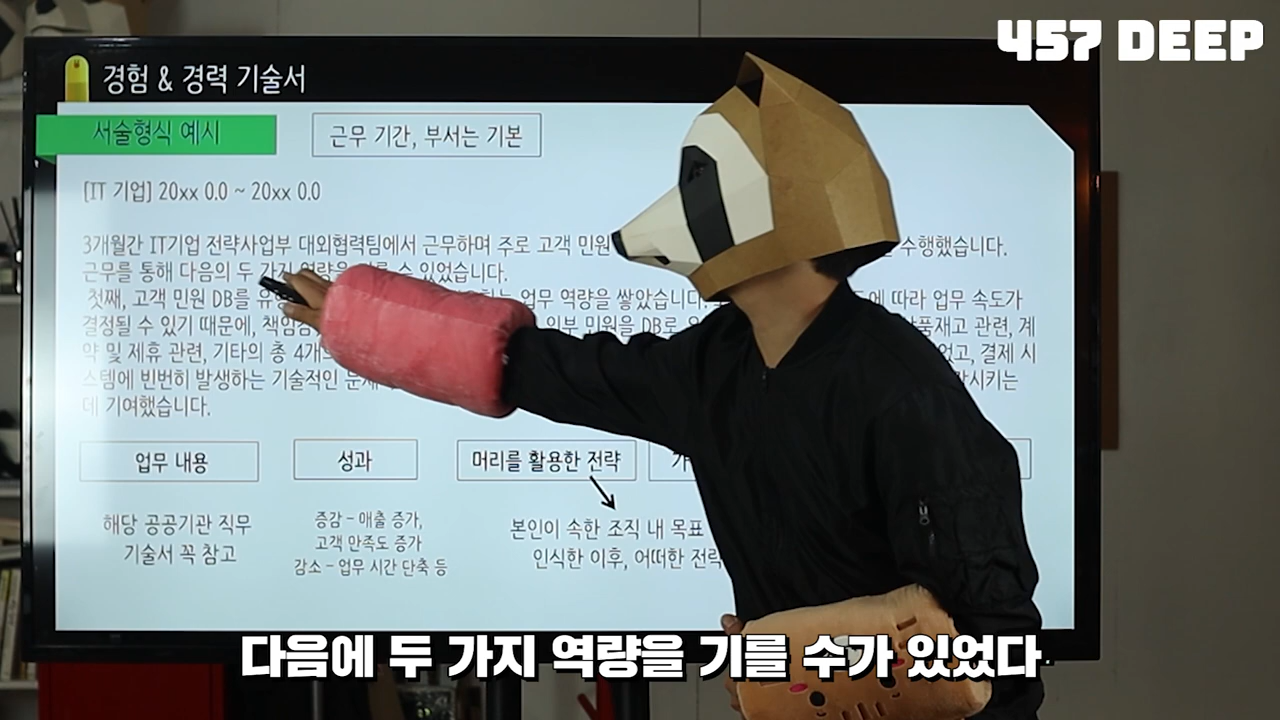 457 DEEP
경험 & 경력 기술서
서술형식 예시
근무 기간, 부서는 기본
[IT 기업] 20xx 0.0 ~ 20xx 0.0
3개월간 IT기업 전략사업부 대외협력팀에서 근무하며 주로 고객 민원 수행했습니다.
근무를 통해 다음의 두 가지 역량을 기를 수 있었습니다.
첫째, 고객 민원 DB를 업무 역량을 쌓았습니다. 에 따라 업무 속도가
결정될 수 있기 때문에, 외부 민원을 DB로 관련, 계
약 및 제휴 관련, 기타의 총 4개 었고, 결제 시
스템에 빈번히 발생하는 기술적인 시키는
데 기여했습니다.
업무 내용 성과 머리를 활용한 전략
해당 공공기관 직무
기술서 꼭 참고
증감 – 매출 증가,
고객 만족도 증가
감소 – 업무 시간 단축 등
본인이 속한 조직 내 목표
인식한 이후, 어떠한 전략
다음에 두 가지 역량을 기를 수가 있었다